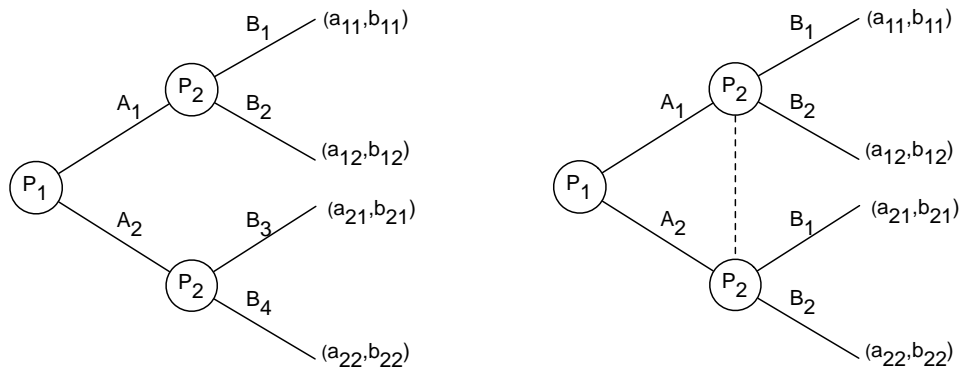 B₁ (a₁₁,b₁₁)
P₂
A₁ B₂
(a₁₂,b₁₂)
P₁
(a₂₁,b₂₁)
A₂ B₃
P₂
B₄
(a₂₂,b₂₂)
B₁ (a₁₁,b₁₁)
P₂
A₁ B₂
(a₁₂,b₁₂)
P₁
(a₂₁,b₂₁)
A₂ B₁
P₂
B₂
(a₂₂,b₂₂)